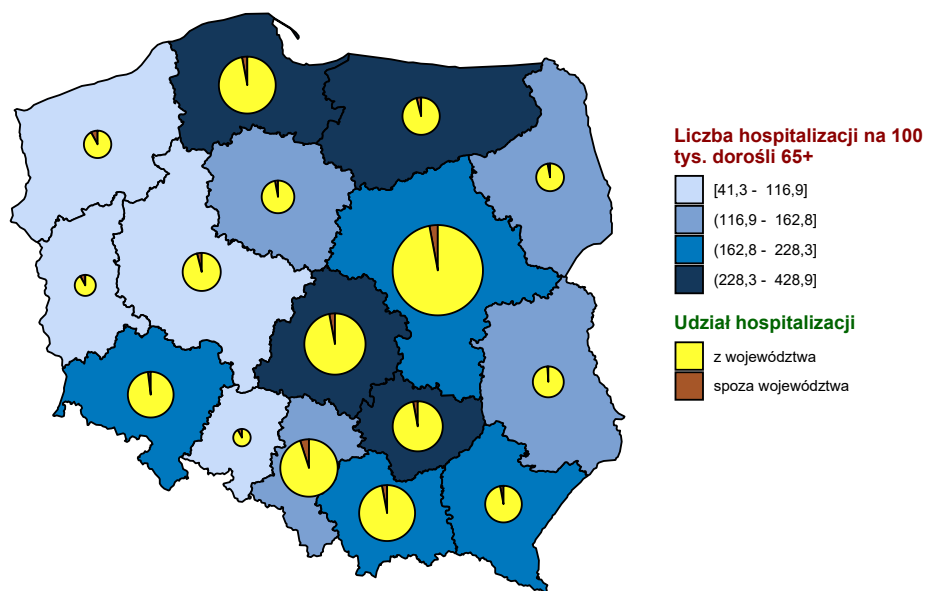 Liczba hospitalizacji na 100
tys. dorośli 65+
[41,3 - 116,9]
(116,9 - 162,8]
(162,8 - 228,3]
(228,3 - 428,9]
Udział hospitalizacji
z województwa
spoza województwa